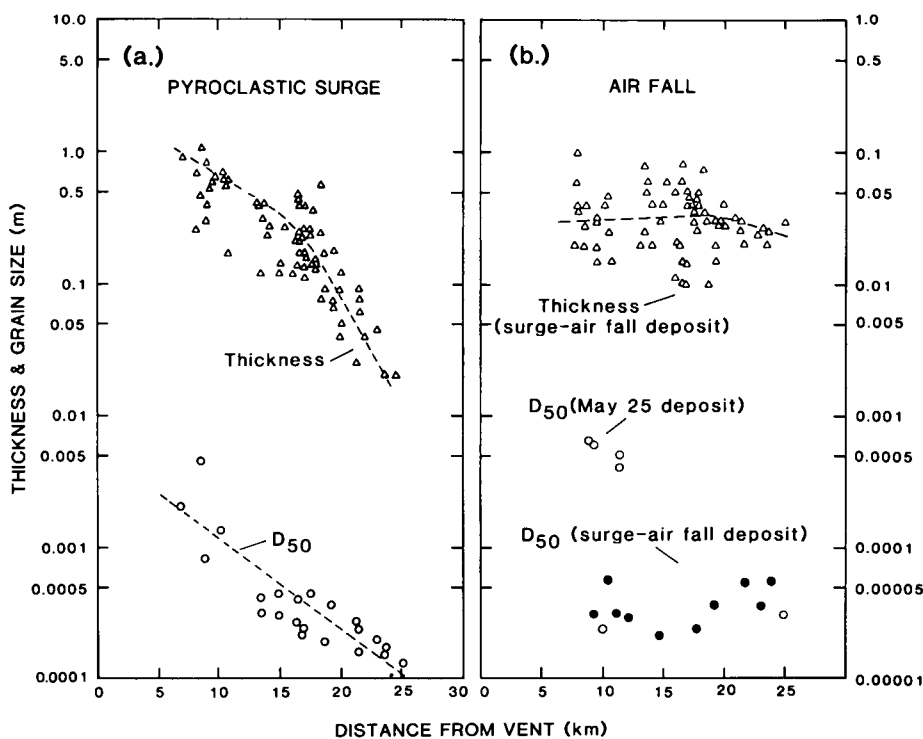 10.0
5.0
1.0
0.5
0.1
0.05
0.01
0.005
0.001
0.0005
0.0001
THICKNESS & GRAIN SIZE (m)
(a.)
PYROCLASTIC SURGE
Thickness
D50
0 5 10 15 20 25 30
(b.)
AIR FALL
Thickness
(surge-air fall deposit)
D50 (May 25 deposit)
D50 (surge-air fall deposit)
0 5 10 15 20 25
1.0
0.1
0.05
0.01
0.005
0.001
0.0005
0.0001
0.00005
0.00001
DISTANCE FROM VENT (km)